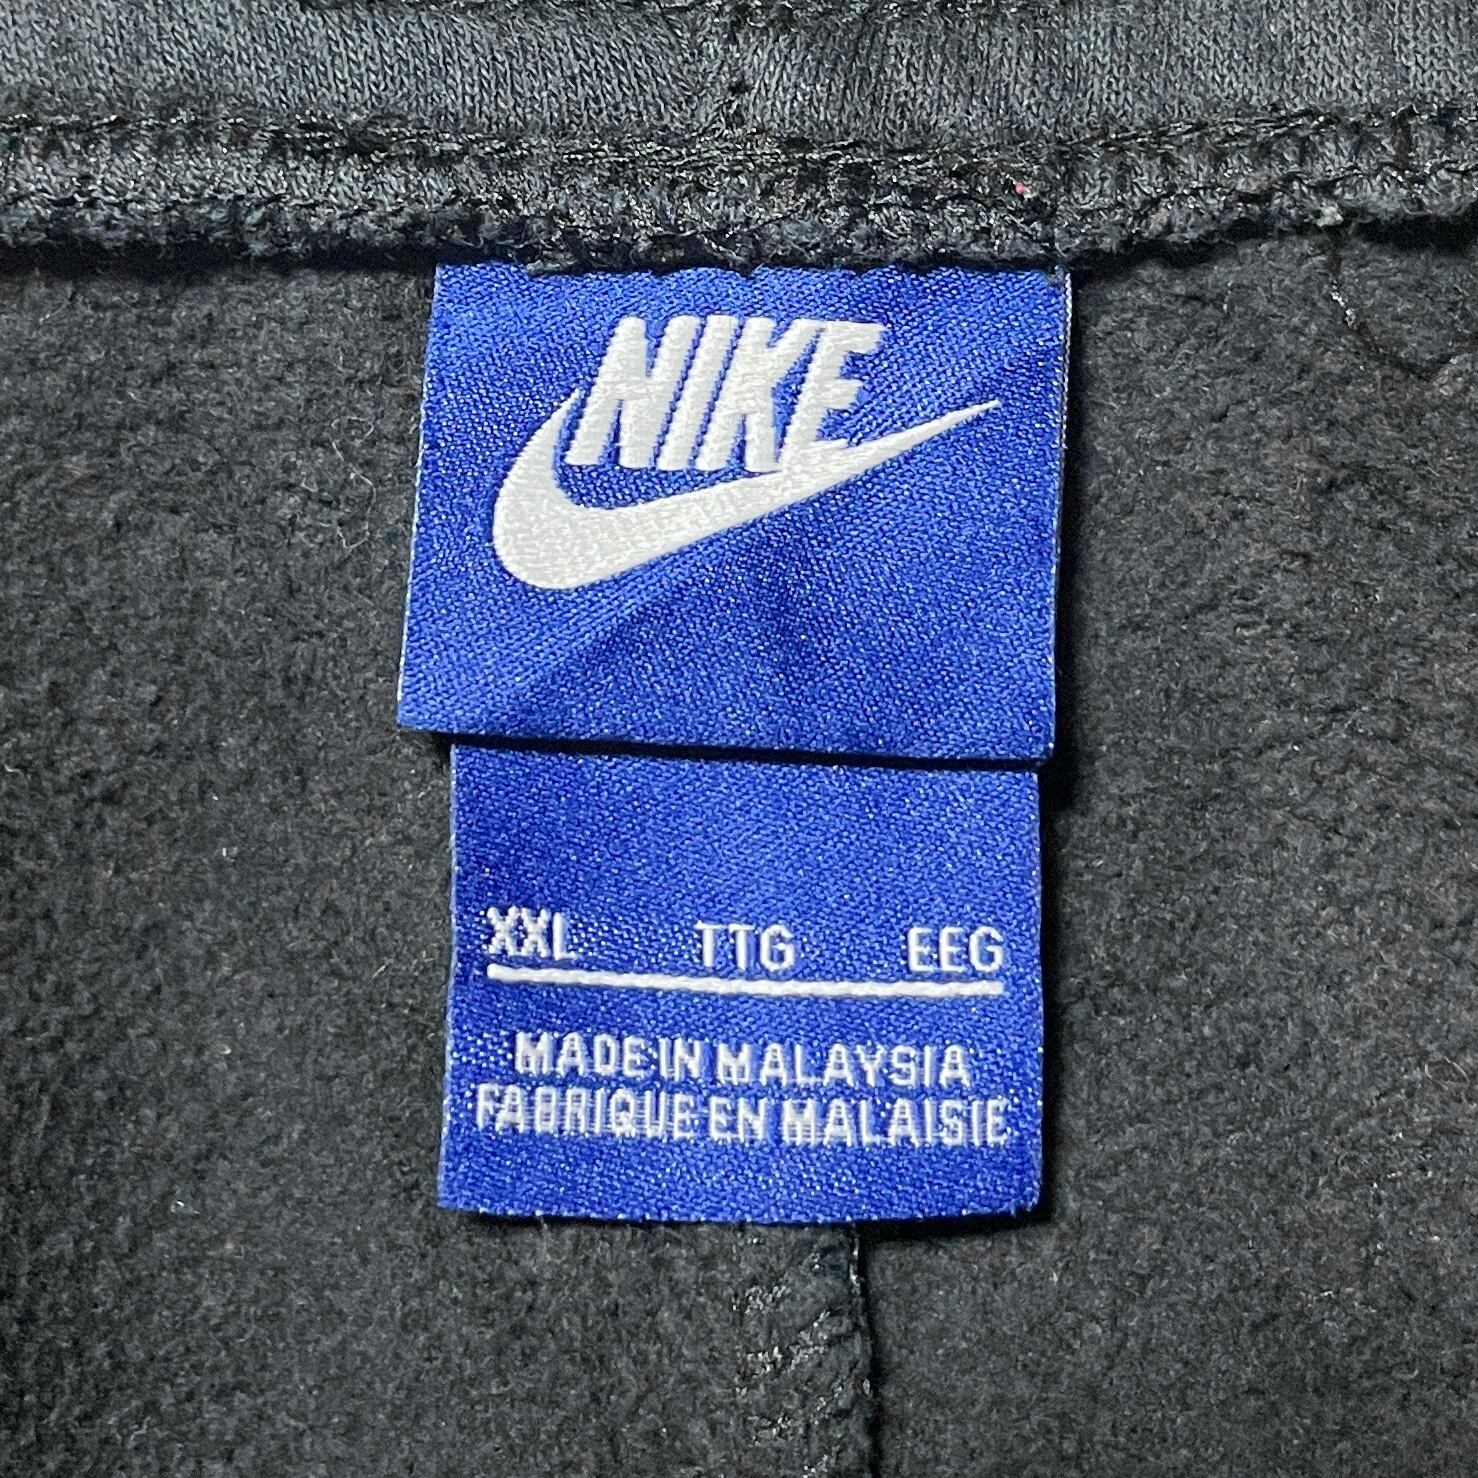 NIKE
XXL TTG EEG
MADE IN MALAYSIA
FABRIQUE EN MALAISIE